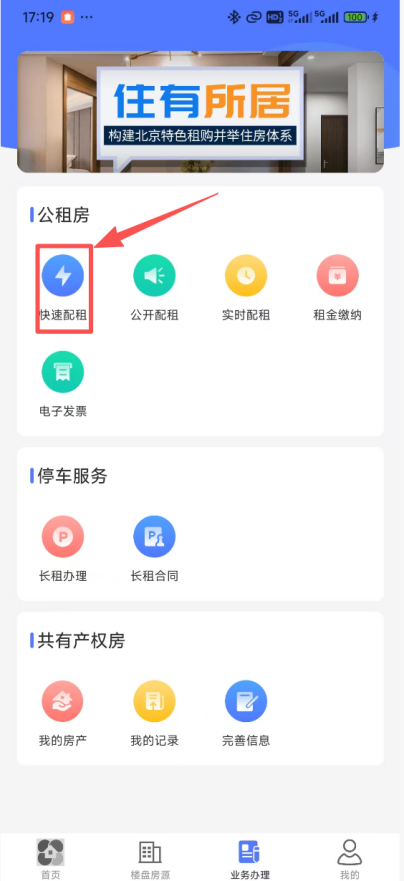 17:19 ··· HD 5G 5G 100
住有所居
构建北京特色租购并举住房体系
公租房
快速配租 公开配租 实时配租 租金缴纳
电子发票
停车服务
长租办理 长租合同
共有产权房
我的房产 我的记录 完善信息
首页 楼盘房源 业务办理 我的